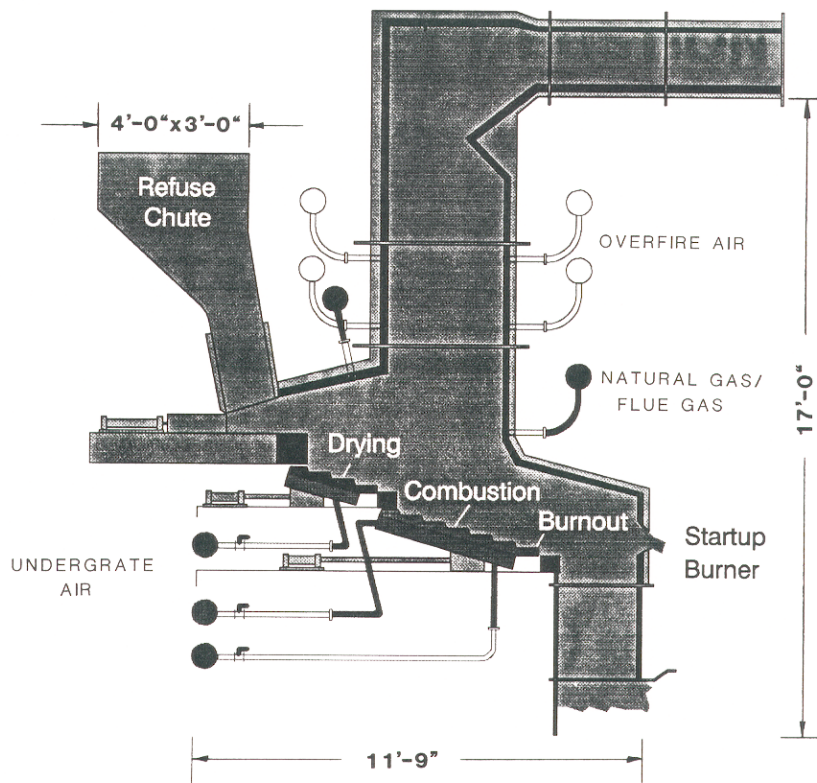 4'-0"x3'-0"
Refuse
Chute
OVERFIRE AIR
NATURAL GAS/
FLUE GAS
17'-0"
Drying
Combustion
Burnout
Startup
Burner
UNDERGRATE
AIR
11'-9"